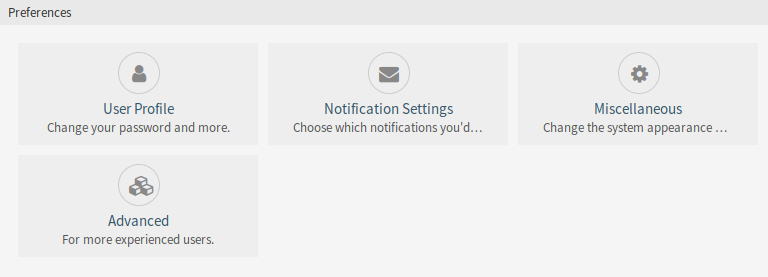 Preferences
User Profile
Change your password and more.
Notification Settings
Choose which notifications you'd…
Miscellaneous
Change the system appearance …
Advanced
For more experienced users.